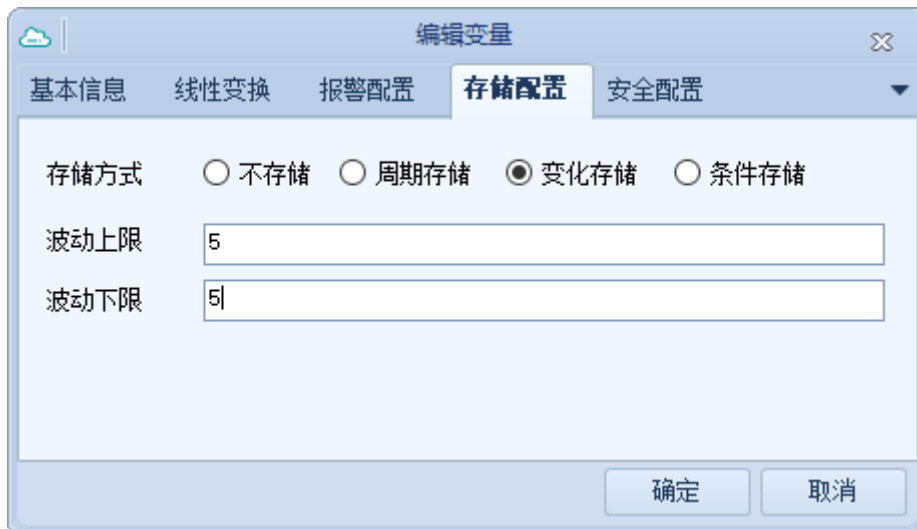 编辑变量
基本信息 线性变换 报警配置 存储配置 安全配置
存储方式 不存储 周期存储 变化存储 条件存储
波动上限 5
波动下限 5
确定 取消